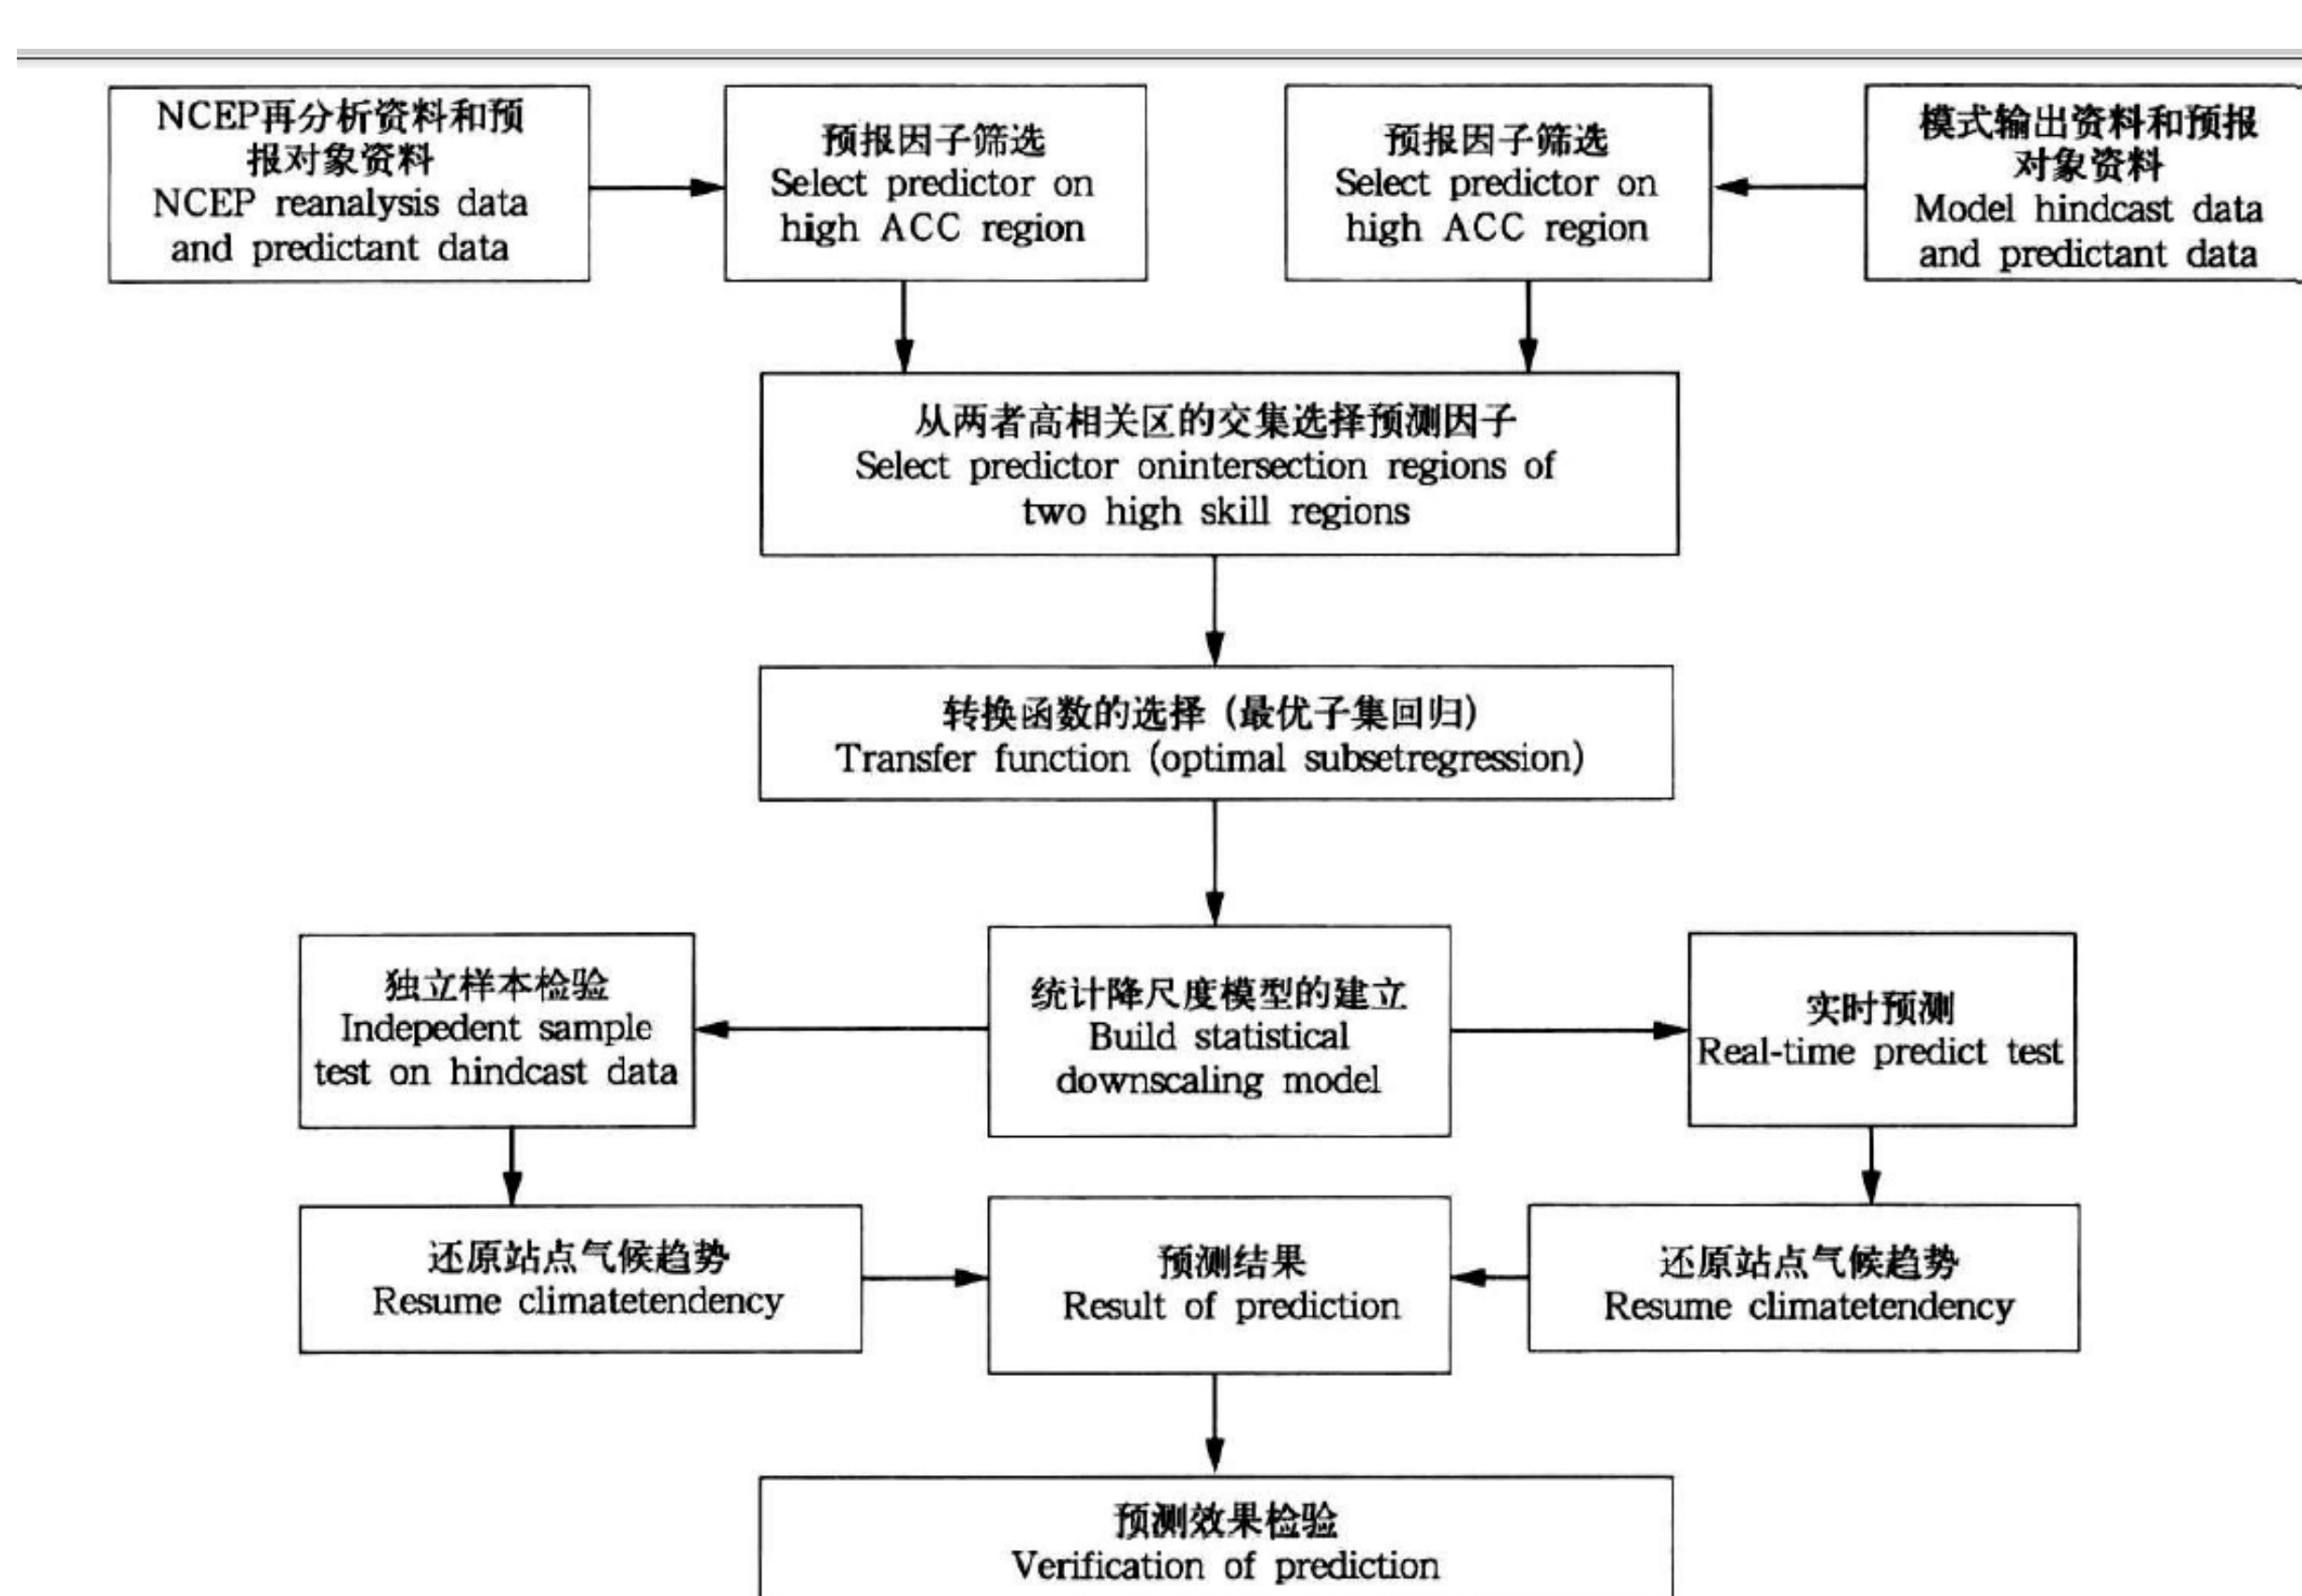 NCEP再分析资料和预
报对象资料
NCEP reanalysis data
and predictant data
预报因子筛选
Select predictor on
high ACC region
预报因子筛选
Select predictor on
high ACC region
模式输出资料和预报
对象资料
Model hindcast data
and predictant data
从两者高相关区的交集选择预测因子
Select predictor onintersection regions of
two high skill regions
转换函数的选择 (最优子集回归)
Transfer function (optimal subsetregression)
独立样本检验
Indepedent sample
test on hindcast data
统计降尺度模型的建立
Build statistical
downscaling model
实时预测
Real-time predict test
还原站点气候趋势
Resume climatetendency
预测结果
Result of prediction
还原站点气候趋势
Resume climatetendency
预测效果检验
Verification of prediction